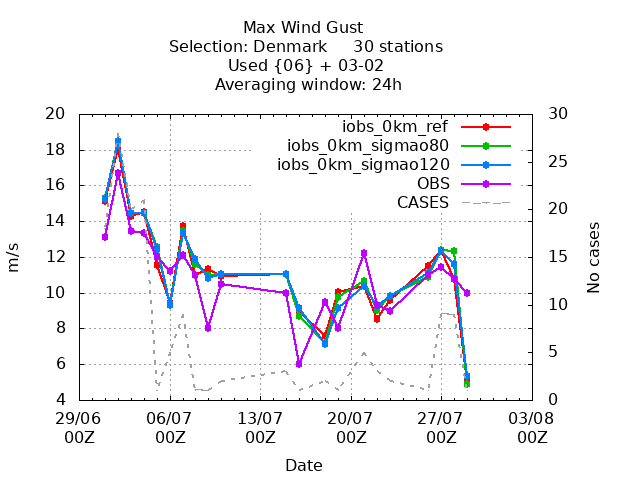 Max Wind Gust
Selection: Denmark 30 stations
Used {06} + 03-02
Averaging window: 24h
20
18
16
14
12
10
8
6
4
m/s
30
25
20
15
10
5
0
No cases
iobs_0km_ref
iobs_0km_sigmao80
iobs_0km_sigmao120
OBS
CASES
29/06 06/07 13/07 20/07 27/07 03/08
00Z 00Z 00Z 00Z 00Z 00Z
Date